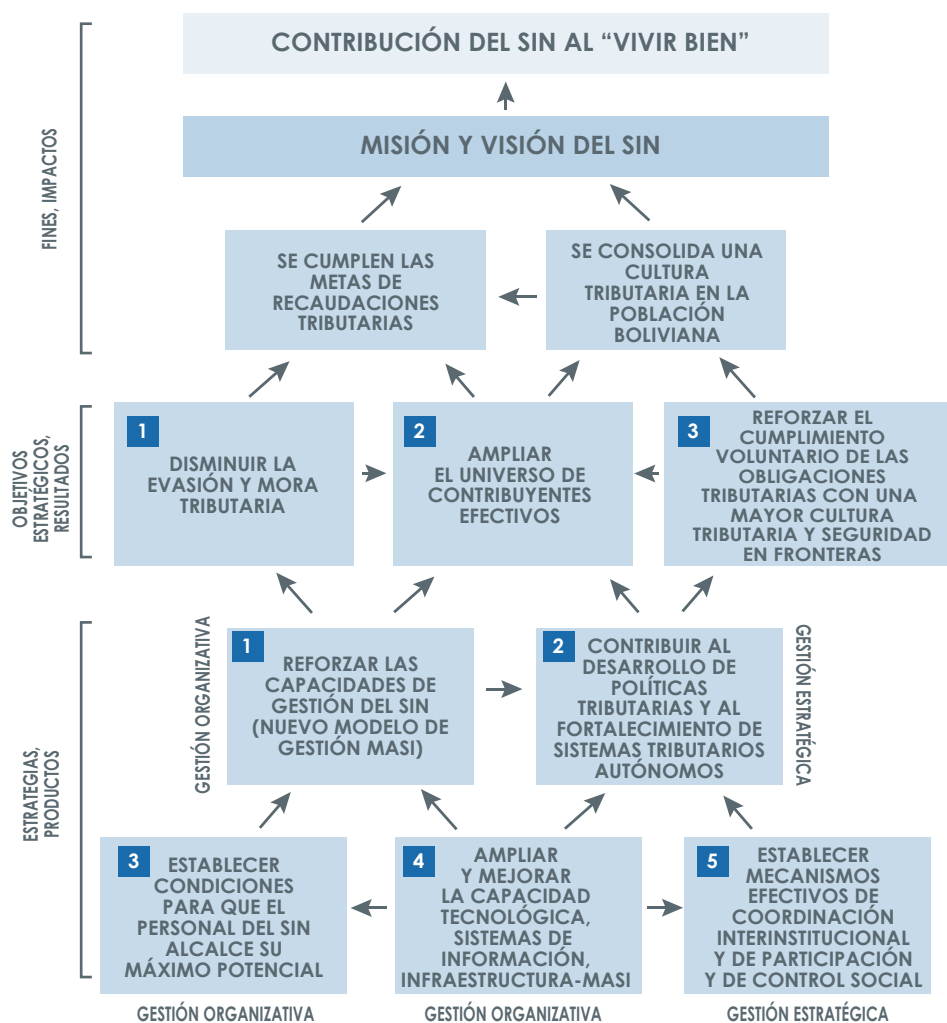 CONTRIBUCIÓN DEL SIN AL “VIVIR BIEN”
MISIÓN Y VISIÓN DEL SIN
FINES, IMPACTOS
SE CUMPLEN LAS
METAS DE
RECAUDACIONES
TRIBUTARIAS
SE CONSOLIDA UNA
CULTURA
TRIBUTARIA EN LA
POBLACIÓN
BOLIVIANA
OBJETIVOS
ESTRATÉGICOS,
RESULTADOS
1
DISMINUIR LA
EVASIÓN Y MORA
TRIBUTARIA
2
AMPLIAR
EL UNIVERSO DE
CONTRIBUYENTES
EFECTIVOS
3
REFORZAR EL
CUMPLIMIENTO
VOLUNTARIO DE LAS
OBLIGACIONES
TRIBUTARIAS CON UNA
MAYOR CULTURA
TRIBUTARIA Y SEGURIDAD
EN FRONTERAS
ESTRATEGIAS,
PRODUCTOS
GESTIÓN ORGANIZATIVA
1
REFORZAR LAS
CAPACIDADES DE
GESTIÓN DEL SIN
(NUEVO MODELO DE
GESTIÓN MASI)
2
CONTRIBUIR AL
DESARROLLO DE
POLÍTICAS
TRIBUTARIAS Y AL
FORTALECIMIENTO DE
SISTEMAS TRIBUTARIOS
AUTÓNOMOS
GESTIÓN ESTRATÉGICA
3
ESTABLECER
CONDICIONES
PARA QUE EL
PERSONAL DEL SIN
ALCALCE SU
MÁXIMO POTENCIAL
4
AMPLIAR
Y MEJORAR
LA CAPACIDAD
TECNOLÓGICA,
SISTEMAS DE
INFORMACIÓN,
INFRAESTRUCTURA-MASI
5
ESTABLECER
MECANISMOS
EFECTIVOS DE
COORDINACIÓN
INTERINSTITUCIONAL
Y DE PARTICIPACIÓN
Y DE CONTROL SOCIAL
GESTIÓN ORGANIZATIVA
GESTIÓN ORGANIZATIVA
GESTIÓN ESTRATÉGICA